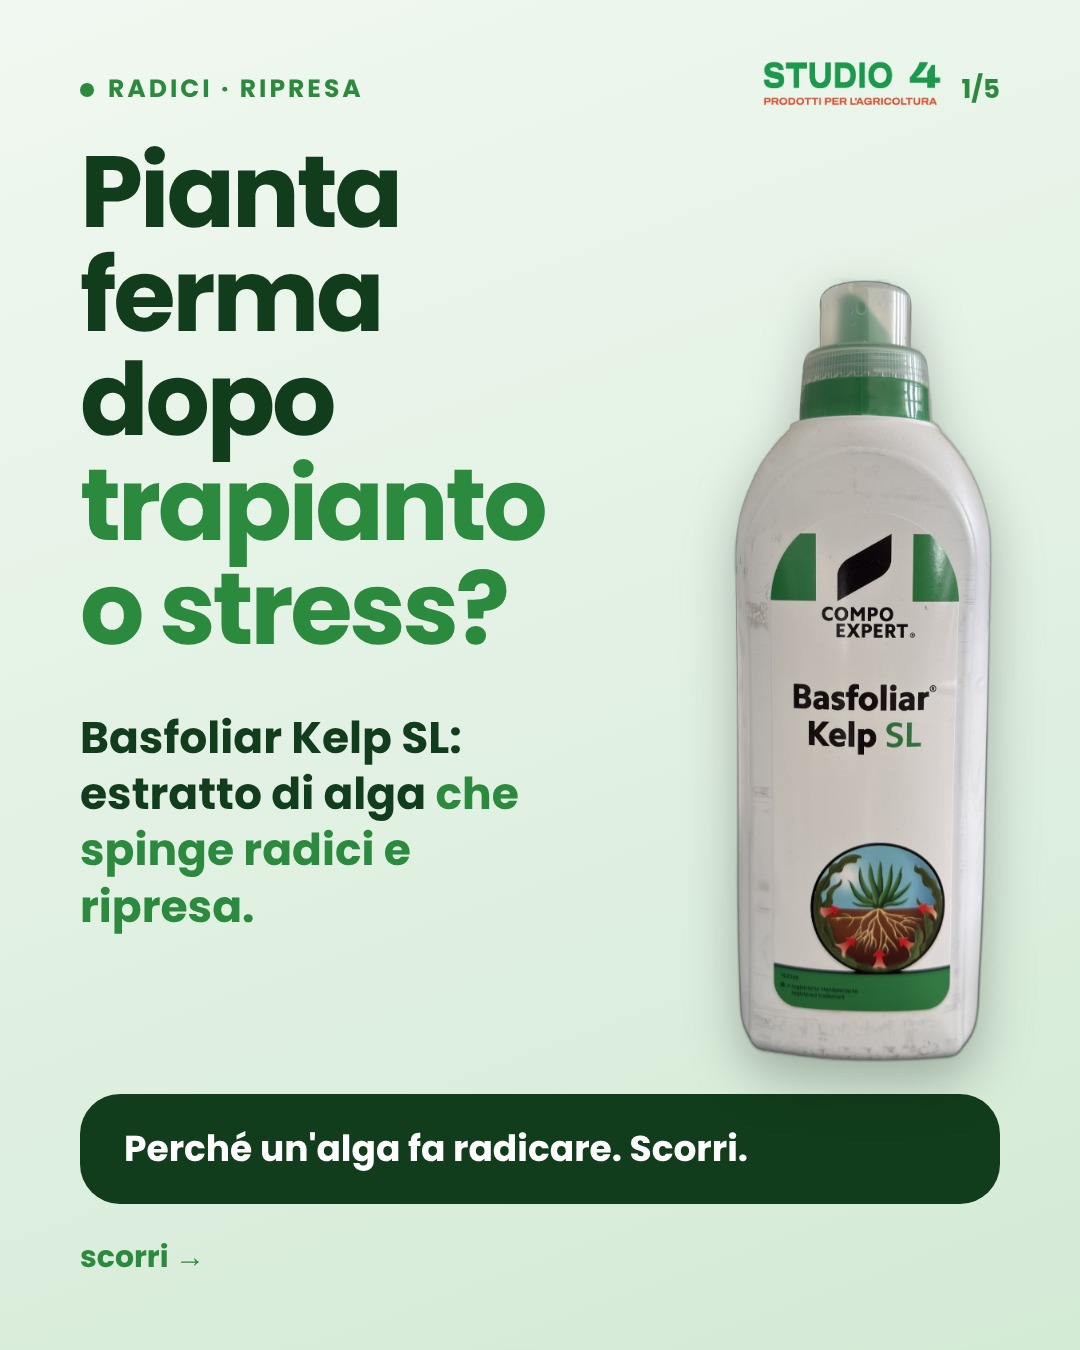 RADICI · RIPRESA
STUDIO 4
PRODOTTI PER L'AGRICOLTURA
1/5
Pianta
ferma
dopo
trapianto
o stress?
Basfoliar Kelp SL:
estratto di alga che
spinge radici e
ripresa.
COMPO
EXPERT®
Basfoliar®
Kelp SL
Perché un'alga fa radicare. Scorri.
scorri →